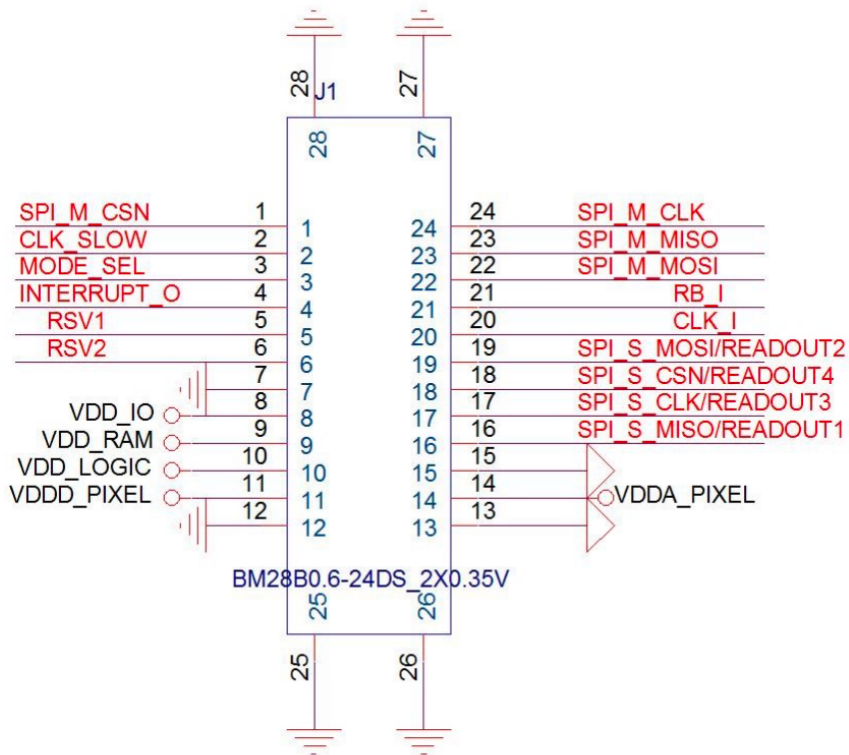 28
27
J1
28
27
SPI_M_CSN 1 1 24 24 SPI_M_CLK
CLK_SLOW 2 2 23 23 SPI_M_MISO
MODE_SEL 3 3 22 22 SPI_M_MOSI
INTERRUPT_O 4 4 21 21 RB_I
RSV1 5 5 20 20 CLK_I
RSV2 6 6 19 19 SPI_S_MOSI/READOUT2
7 7 18 18 SPI_S_CSN/READOUT4
VDD_IO 8 8 17 17 SPI_S_CLK/READOUT3
VDD_RAM 9 9 16 16 SPI_S_MISO/READOUT1
VDD_LOGIC 10 10 15 15
VDDD_PIXEL 11 11 14 14 VDDA_PIXEL
12 12 13 13
BM28B0.6-24DS_2X0.35V
25
26
25
26